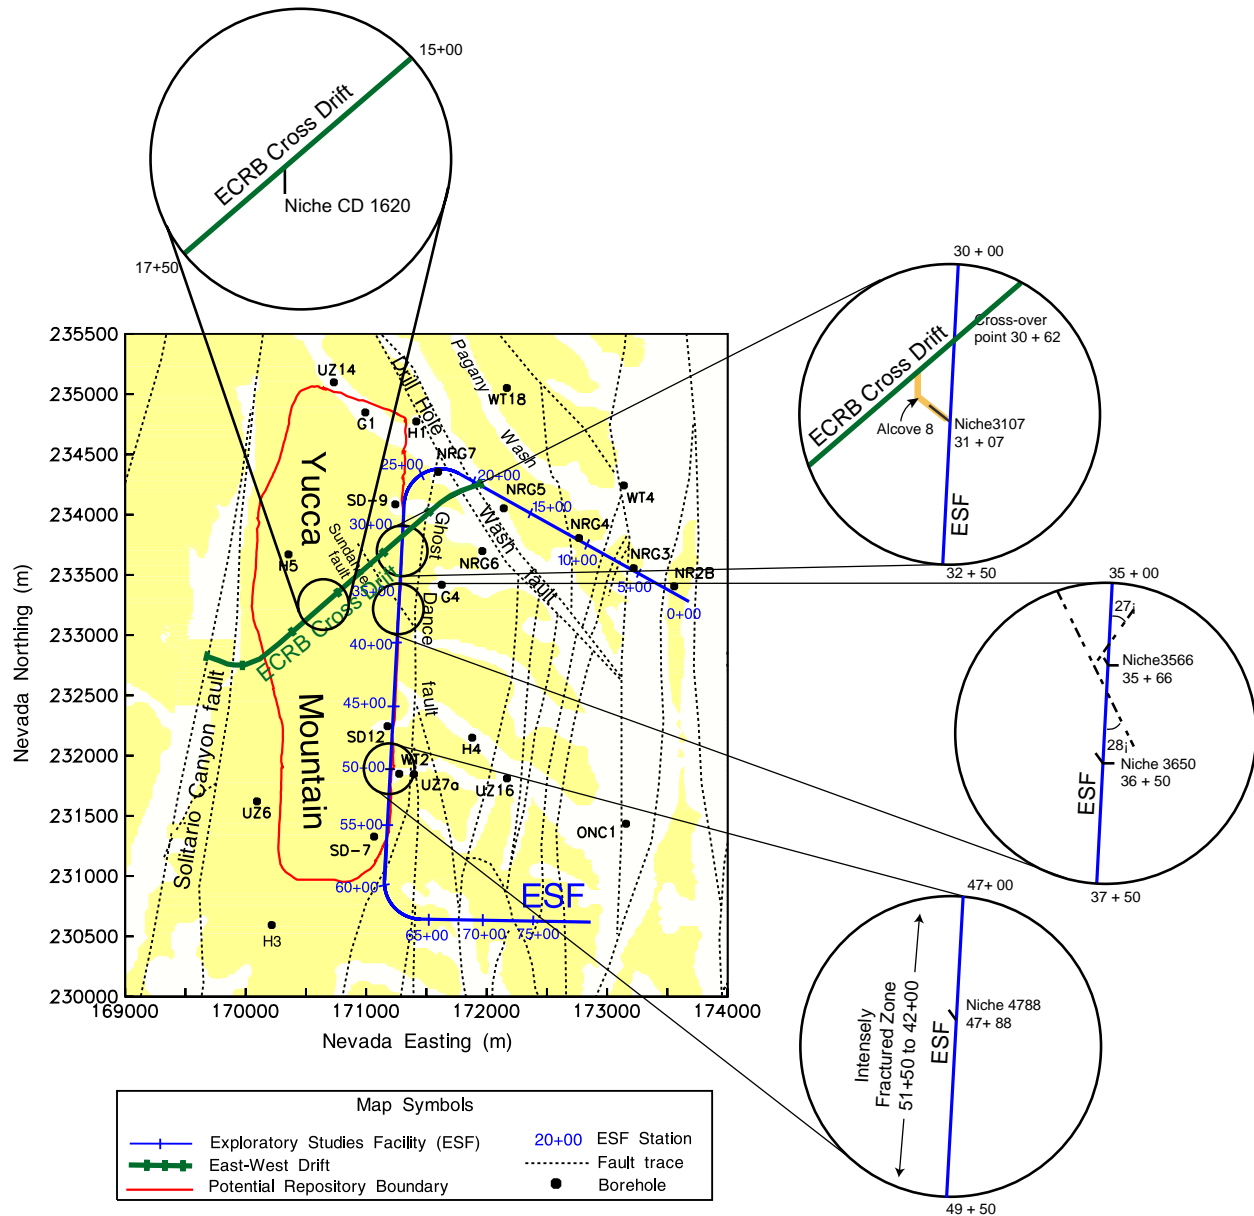 15+00
ECRB Cross Drift
Niche CD 1620
17+50
30 + 00
Cross-over
point 30 + 62
ECRB Cross Drift
Alcove 8
Niche3107
31 + 07
ESF
32 + 50
35 + 00
27¡
Niche3566
35 + 66
28¡
Niche 3650
36 + 50
ESF
37 + 50
47+ 00
Niche 4788
47+ 88
ESF
Intensely
Fractured Zone
51+50 to 42+00
49 + 50
235500
235000
234500
234000
233500
233000
232500
232000
231500
231000
230500
230000
Nevada Northing (m)
169000
170000
171000
172000
173000
174000
Nevada Easting (m)
UZ14
G1
H1
WT18
NRG7
NRG5
WT4
SD-9
NRG4
NRG6
NRG3
NR2B
H5
G4
SD12
H4
WT2
UZ7a
UZ16
UZ6
SD-7
ONC1
H3
Drill Hole
Wash
fault
Pagany
Wash
Ghost
Dance
fault
Sundance
fault
Solitario Canyon fault
Yucca
Mountain
ECRB Cross Drift
ESF
0+00
5+00
10+00
15+00
20+00
25+00
30+00
35+00
40+00
45+00
50+00
55+00
60+00
65+00
70+00
75+00
Map Symbols
Exploratory Studies Facility (ESF)
East-West Drift
Potential Repository Boundary
20+00
ESF Station
Fault trace
Borehole